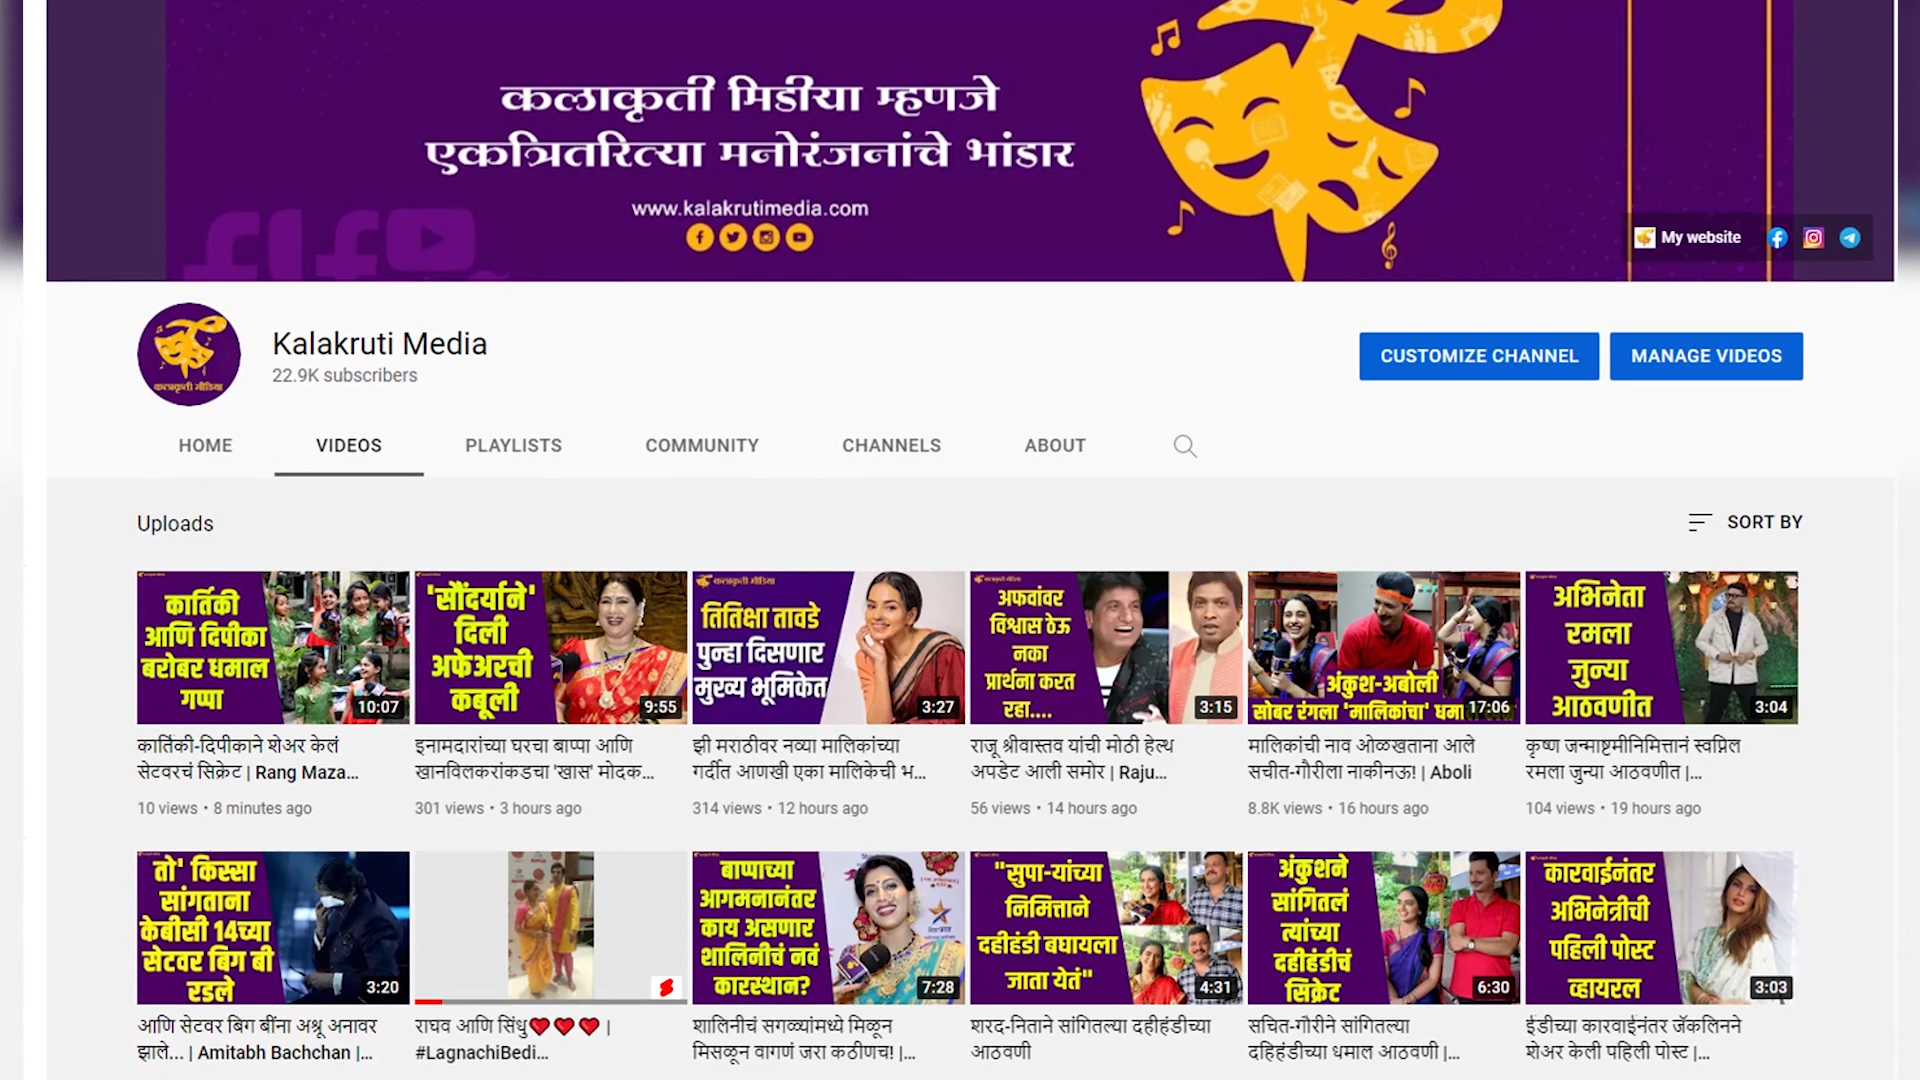 कलाकृती मिडीया म्हणजे
एकत्रितरित्या मनोरंजनांचे भांडार
www.kalakrutimedia.com
My website
कलाकृती मीडिया
Kalakruti Media
22.9K subscribers
CUSTOMIZE CHANNEL
MANAGE VIDEOS
HOME
VIDEOS
PLAYLISTS
COMMUNITY
CHANNELS
ABOUT
Uploads
SORT BY
कार्तिकी
आणि दिपीका
बरोबर धमाल
गप्पा
10:07
कार्तिकी-दिपीकाने शेअर केलं
सेटवरचं सिक्रेट | Rang Maza...
10 views • 8 minutes ago
'सौंदर्याने'
दिली
अफेअरची
कबूली
9:55
इनामदारांच्या घरचा बाप्पा आणि
खानविलकरांकडचा 'खास' मोदक...
301 views • 3 hours ago
कलाकृती मीडिया
तितिक्षा तावडे
पुन्हा दिसणार
मुख्य भूमिकेत
3:27
झी मराठीवर नव्या मालिकांच्या
गर्दीत आणखी एका मालिकेची भ...
314 views • 12 hours ago
कलाकृती मीडिया
अफवांवर
विश्वास ठेऊ
नका
प्रार्थना करत
रहा....
3:15
राजू श्रीवास्तव यांची मोठी हेल्थ
अपडेट आली समोर | Raju...
56 views • 14 hours ago
अंकुश-अबोली
सोबर रंगला 'मालिकांचा' धमा
17:06
मालिकांची नाव ओळखताना आले
सचीत-गौरीला नाकीनऊ! | Aboli
8.8K views • 16 hours ago
अभिनेता
रमला
जुन्या
आठवणीत
3:04
कृष्ण जन्माष्टमीनिमित्तानं स्वप्निल
रमला जुन्या आठवणीत |...
104 views • 19 hours ago
तो' किस्सा
सांगताना
केबीसी 14च्या
सेटवर बिग बी
रडले
3:20
आणि सेटवर बिग बींना अश्रू अनावर
झाले... | Amitabh Bachchan |...
राघव आणि सिंधु❤❤❤ |
#LagnachiBedi...
बाप्पाच्या
आगमनानंतर
काय असणार
शालिनीचं नवं
कारस्थान?
7:28
शालिनीचं सगळ्यांमध्ये मिळून
मिसळून वागणं जरा कठीणच! |...
"सुपा-यांच्या
निमित्ताने
दहीहंडी बघायला
जाता येतं"
4:31
शरद-निताने सांगितल्या दहीहंडीच्या
आठवणी
अंकुशने
सांगितलं
त्यांच्या
दहीहंडीचं
सिक्रेट
6:30
सचित-गौरीने सांगितल्या
दहिहंडीच्या धमाल आठवणी |...
कारवाईनंतर
अभिनेत्रीची
पहिली पोस्ट
व्हायरल
3:03
ईडीच्या कारवाईनंतर जॅकलिनने
शेअर केली पहिली पोस्ट |...